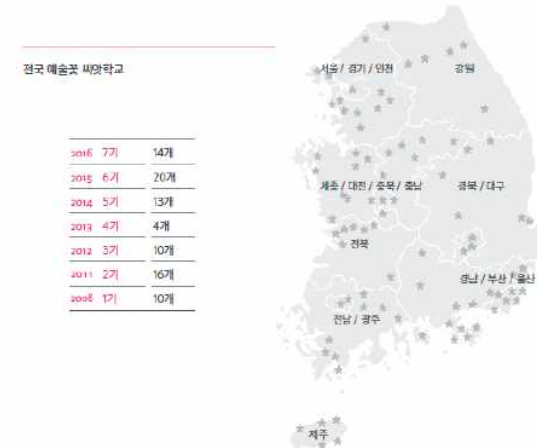 전국 예술꽃 씨앗학교
2016 7기 14개
2015 6기 20개
2014 5기 13개
2013 4기 4개
2012 3기 10개
2011 2기 16개
2008 1기 10개
서울 / 경기 / 인천
강원
세종 / 대전 / 충북 / 충남
경북 / 대구
전북
경남 / 부산 / 울산
전남 / 광주
제주